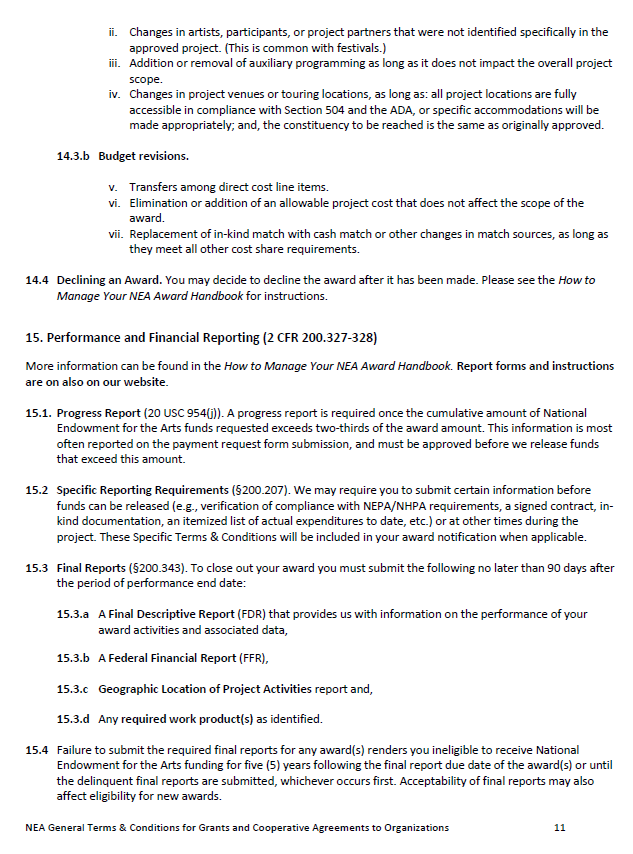 ii. Changes in artists, participants, or project partners that were not identified specifically in the
approved project. (This is common with festivals.)
iii. Addition or removal of auxiliary programming as long as it does not impact the overall project
scope.
iv. Changes in project venues or touring locations, as long as: all project locations are fully
accessible in compliance with Section 504 and the ADA, or specific accommodations will be
made appropriately; and, the constituency to be reached is the same as originally approved.
14.3.b Budget revisions.
v. Transfers among direct cost line items.
vi. Elimination or addition of an allowable project cost that does not affect the scope of the
award.
vii. Replacement of in-kind match with cash match or other changes in match sources, as long as
they meet all other cost share requirements.
14.4 Declining an Award. You may decide to decline the award after it has been made. Please see the How to
Manage Your NEA Award Handbook for instructions.
15. Performance and Financial Reporting (2 CFR 200.327-328)
More information can be found in the How to Manage Your NEA Award Handbook. Report forms and instructions
are on also on our website.
15.1. Progress Report (20 USC 954(j)). A progress report is required once the cumulative amount of National
Endowment for the Arts funds requested exceeds two-thirds of the award amount. This information is most
often reported on the payment request form submission, and must be approved before we release funds
that exceed this amount.
15.2 Specific Reporting Requirements (§200.207). We may require you to submit certain information before
funds can be released (e.g., verification of compliance with NEPA/NHPA requirements, a signed contract, in-
kind documentation, an itemized list of actual expenditures to date, etc.) or at other times during the
project. These Specific Terms & Conditions will be included in your award notification when applicable.
15.3 Final Reports (§200.343). To close out your award you must submit the following no later than 90 days after
the period of performance end date:
15.3.a A Final Descriptive Report (FDR) that provides us with information on the performance of your
award activities and associated data,
15.3.b A Federal Financial Report (FFR),
15.3.c Geographic Location of Project Activities report and,
15.3.d Any required work product(s) as identified.
15.4 Failure to submit the required final reports for any award(s) renders you ineligible to receive National
Endowment for the Arts funding for five (5) years following the final report due date of the award(s) or until
the delinquent final reports are submitted, whichever occurs first. Acceptability of final reports may also
affect eligibility for new awards.
NEA General Terms & Conditions for Grants and Cooperative Agreements to Organizations 11